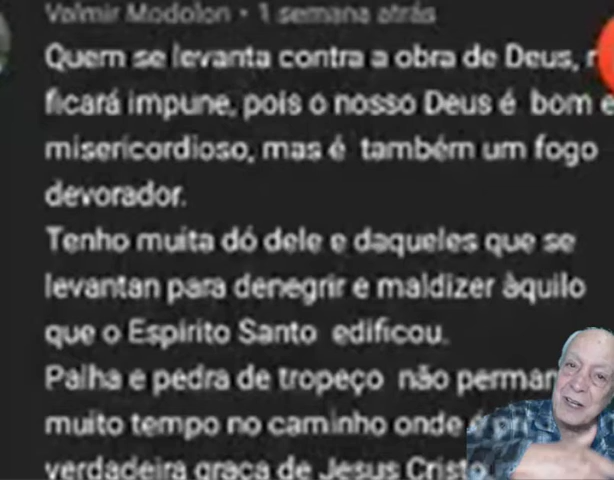 Valmir Modolon • 1 semana atrás
Quem se levanta contra a obra de Deus,
ficará impune, pois o nosso Deus é bom e
misericordioso, mas é também um fogo
devorador.
Tenho muita dó dele e daqueles que se
levantan para denegrir e maldizer àquilo
que o Espirito Santo edificou.
Palha e pedra de tropeço não
muito tempo no caminho onde
verdadeira graça de Jesus Cristo